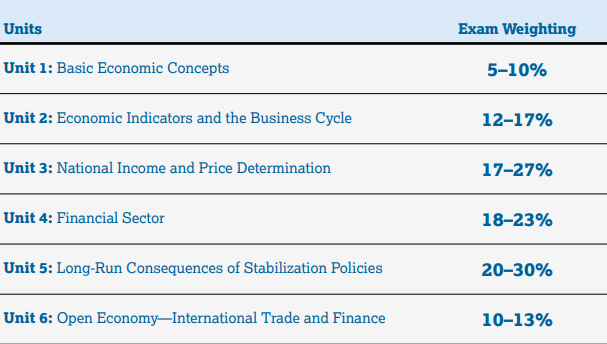 Units Exam Weighting
Unit 1: Basic Economic Concepts 5–10%
Unit 2: Economic Indicators and the Business Cycle 12–17%
Unit 3: National Income and Price Determination 17–27%
Unit 4: Financial Sector 18–23%
Unit 5: Long-Run Consequences of Stabilization Policies 20–30%
Unit 6: Open Economy—International Trade and Finance 10–13%